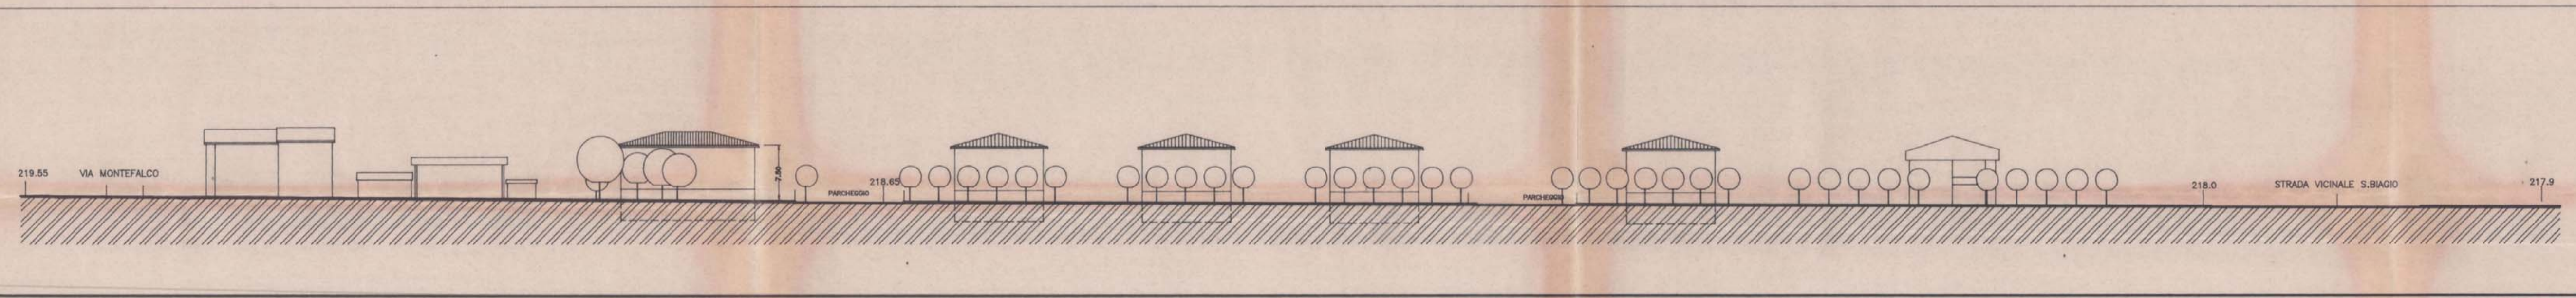 219.55
VIA MONTEFALCO
7,50
PARCHEGGIO
218.65
PARCHEGGIO
218.0
STRADA VICINALE S.BIAGIO
217.9